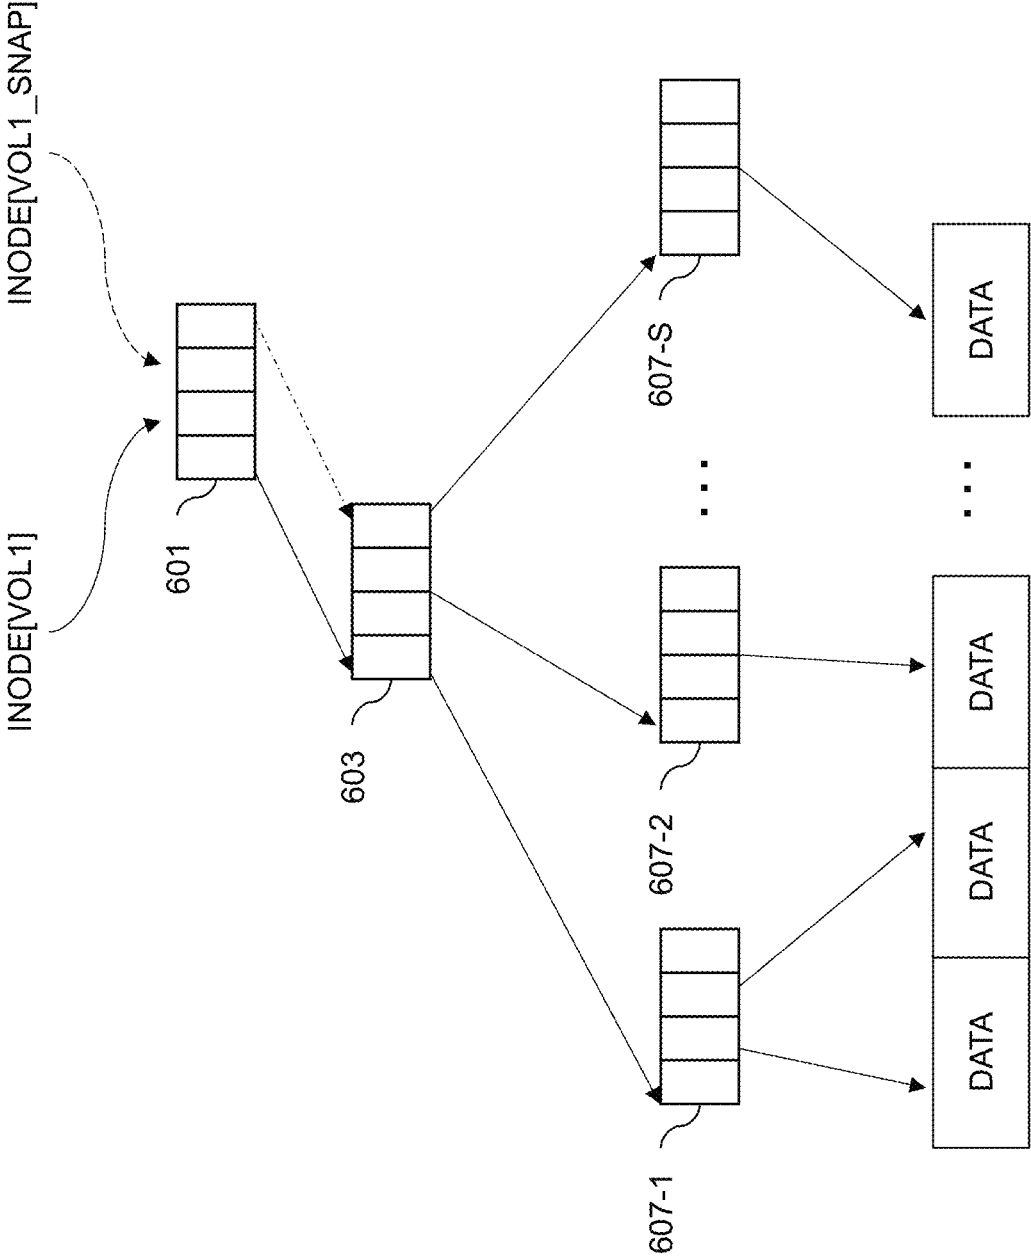 INODE[VOL1]
INODE[VOL1_SNAP]
601
603
607-1
607-2
...
607-S
DATA
DATA
DATA
...
DATA